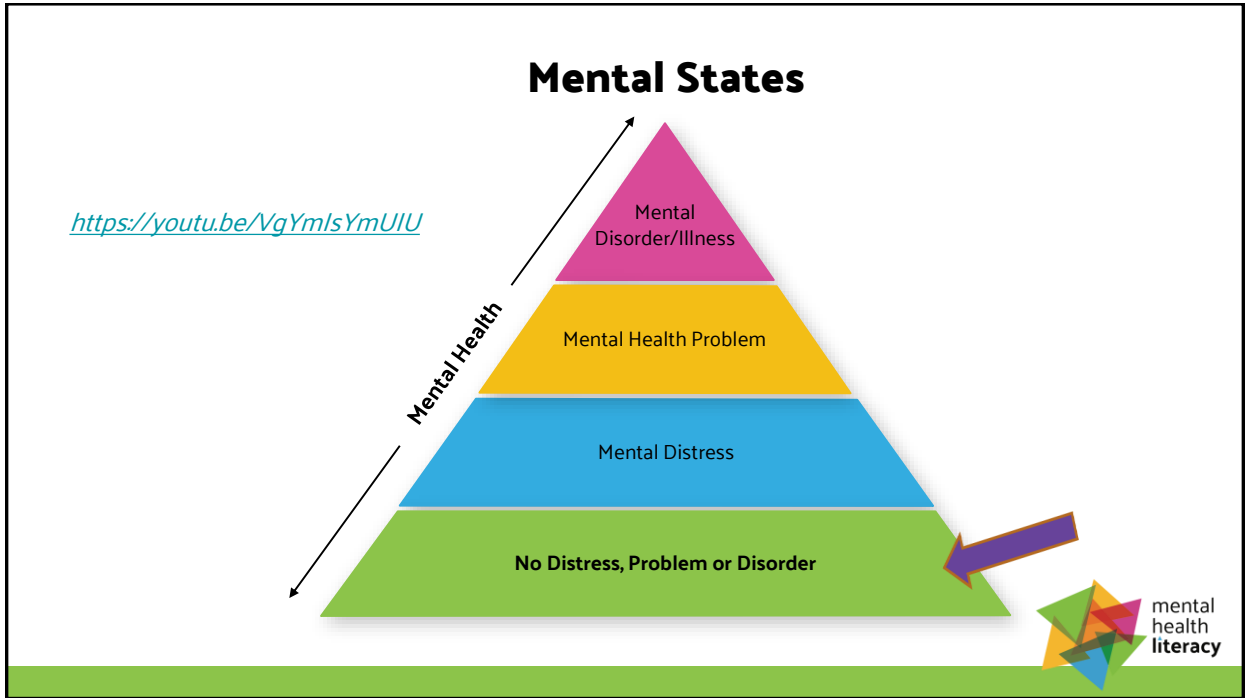 Mental States
https://youtu.be/VgYmIsYmUIU
Mental Health
Mental
Disorder/Illness
Mental Health Problem
Mental Distress
No Distress, Problem or Disorder
mental
health
literacy